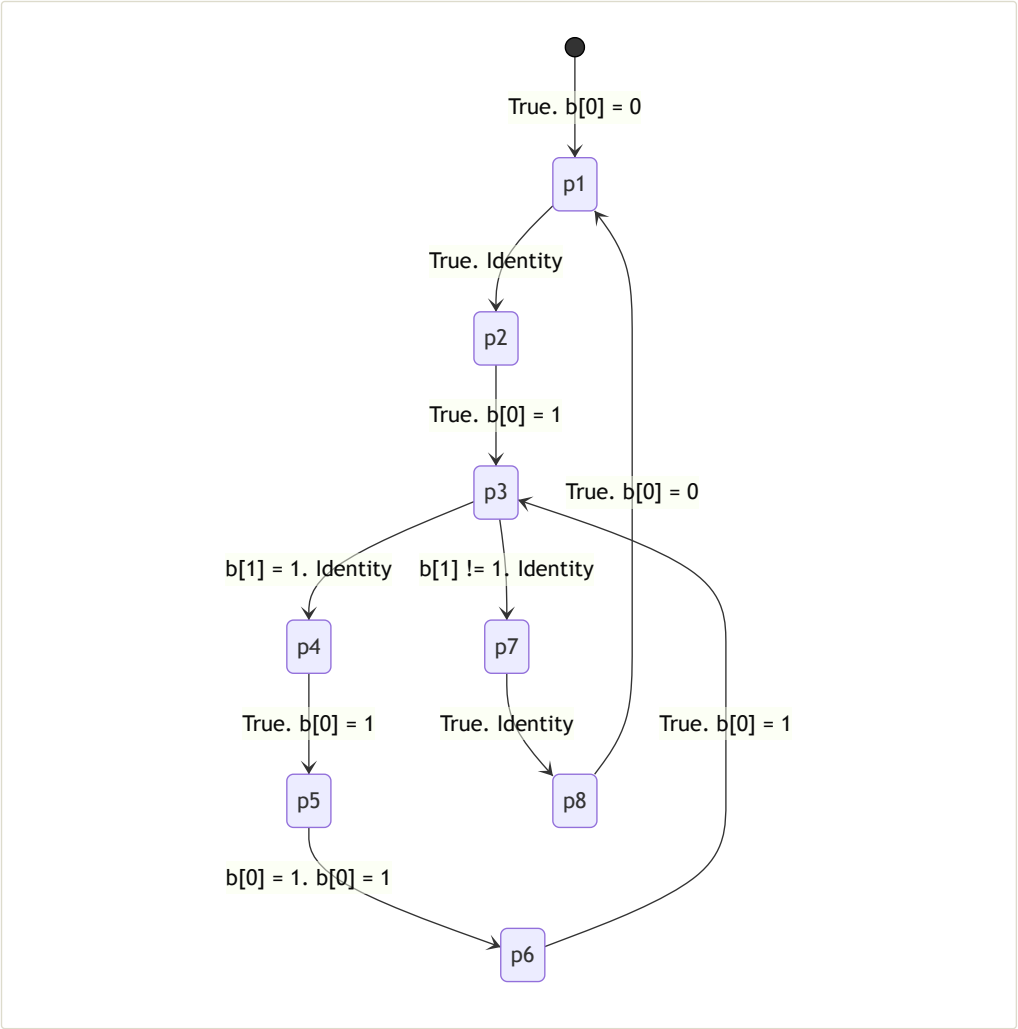 True. b[0] = 0
p1
True. Identity
p2
True. b[0] = 1
p3
True. b[0] = 0
b[1] = 1. Identity
b[1] != 1. Identity
p4
p7
True. b[0] = 1
True. Identity
True. b[0] = 1
p5
p8
b[0] = 1. b[0] = 1
p6